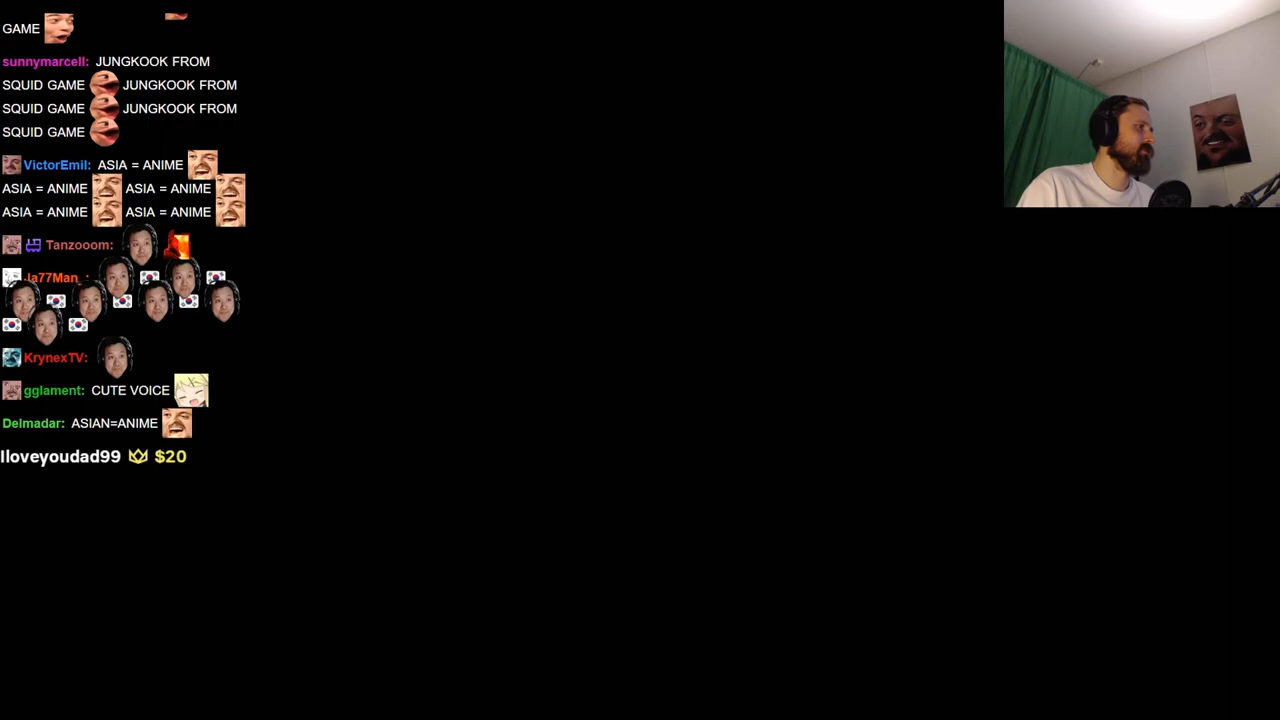 GAME
sunnymarcell: JUNGKOOK FROM
SQUID GAME JUNGKOOK FROM
SQUID GAME JUNGKOOK FROM
SQUID GAME
VictorEmil: ASIA = ANIME
ASIA = ANIME ASIA = ANIME
ASIA = ANIME ASIA = ANIME
Tanzooom:
Ja77Man_:
KrynexTV:
gglament: CUTE VOICE
Delmadar: ASIAN=ANIME
Iloveyoudad99 $20